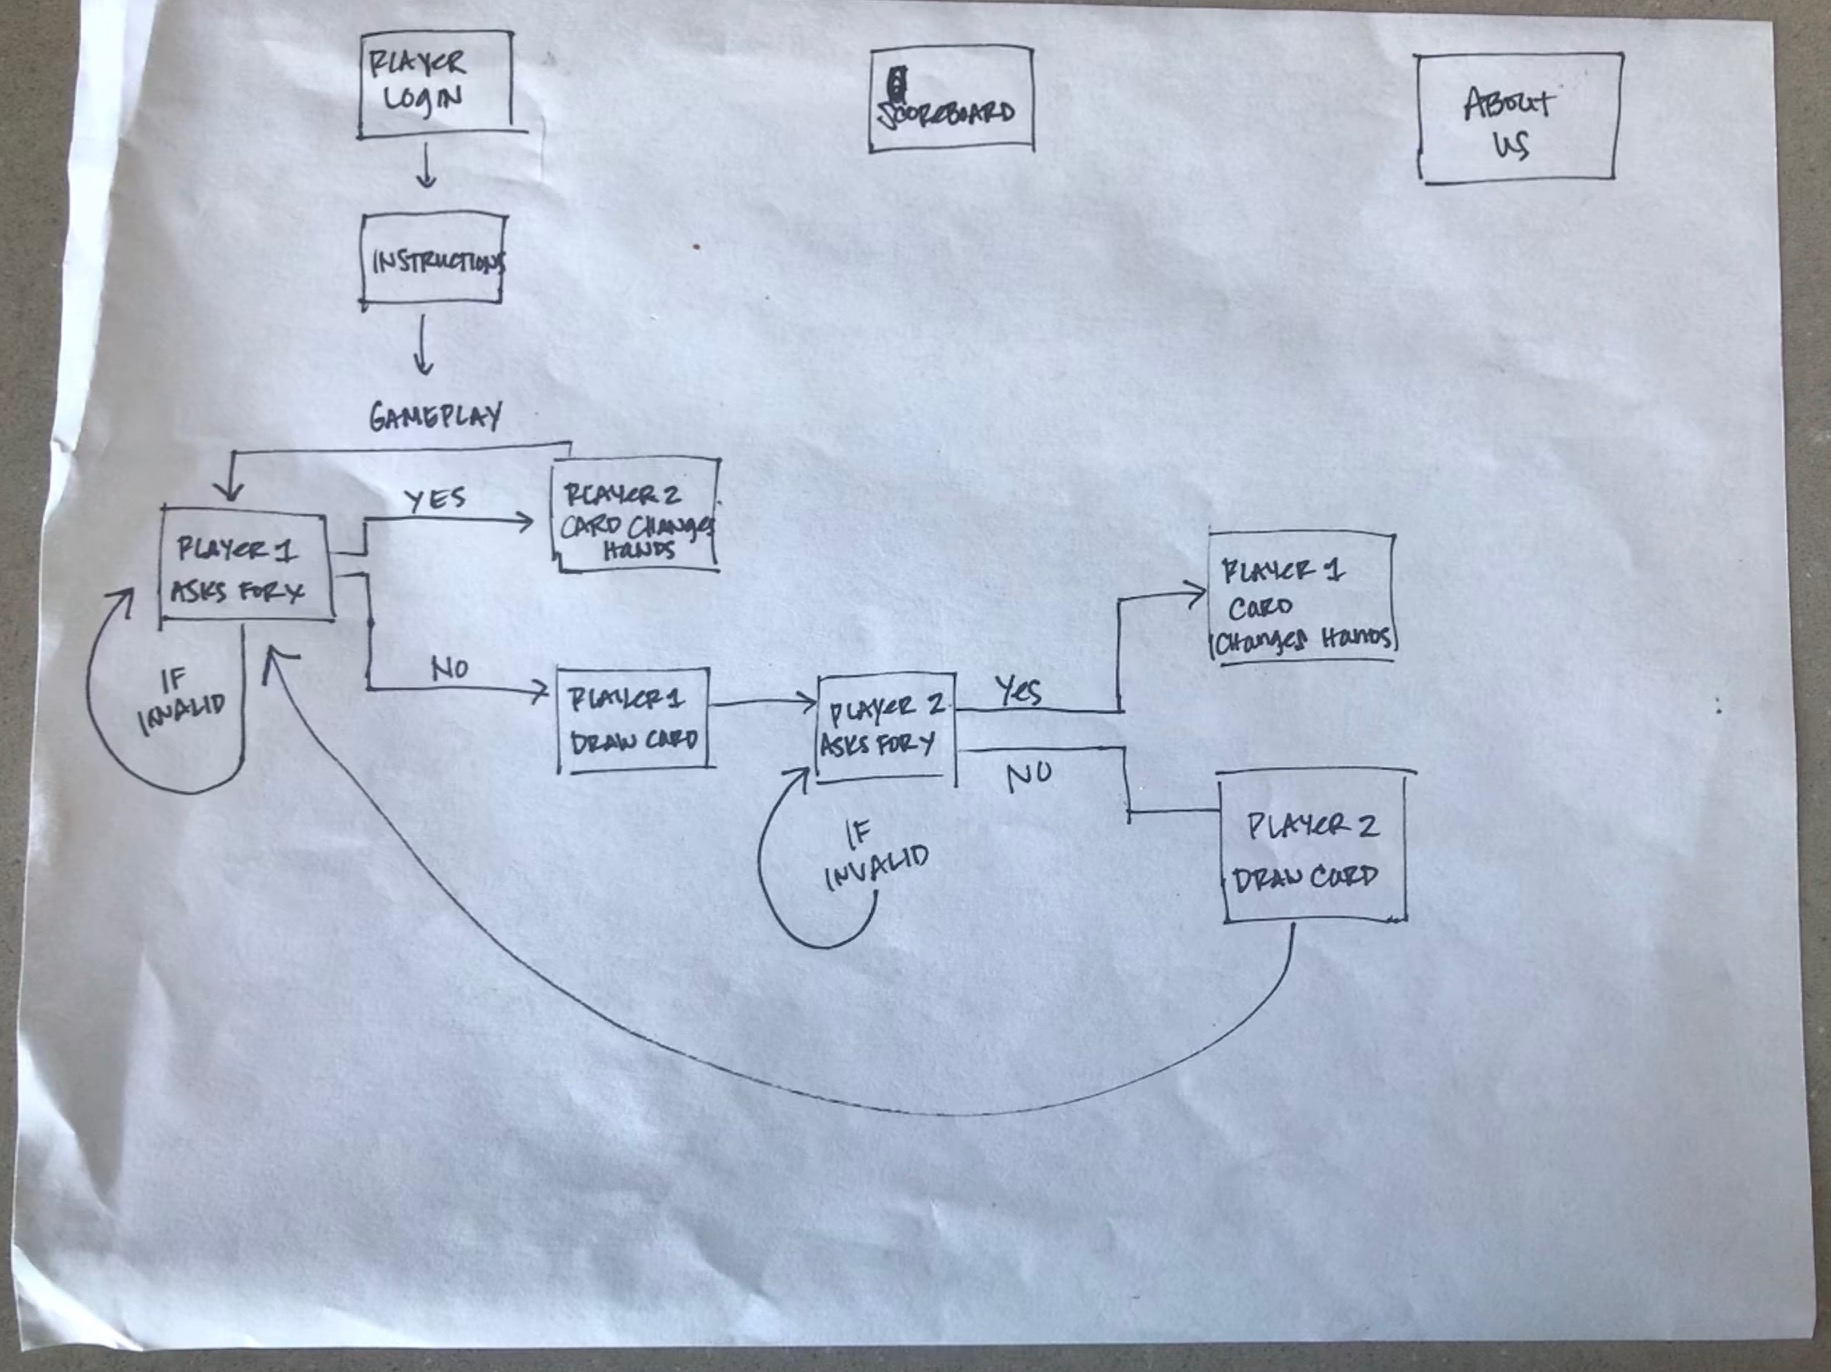 PLAYER
LOGIN
SCOREBOARD
ABOUT
US
INSTRUCTIONS
GAMEPLAY
YES
PLAYER 2
CARD CHANGES
HANDS
PLAYER 1
ASKS FOR X
IF
INVALID
NO
PLAYER 1
DRAW CARD
PLAYER 2
ASKS FOR Y
IF
INVALID
Yes
NO
PLAYER 1
CARD
CHANGES HANDS
PLAYER 2
DRAW CARD